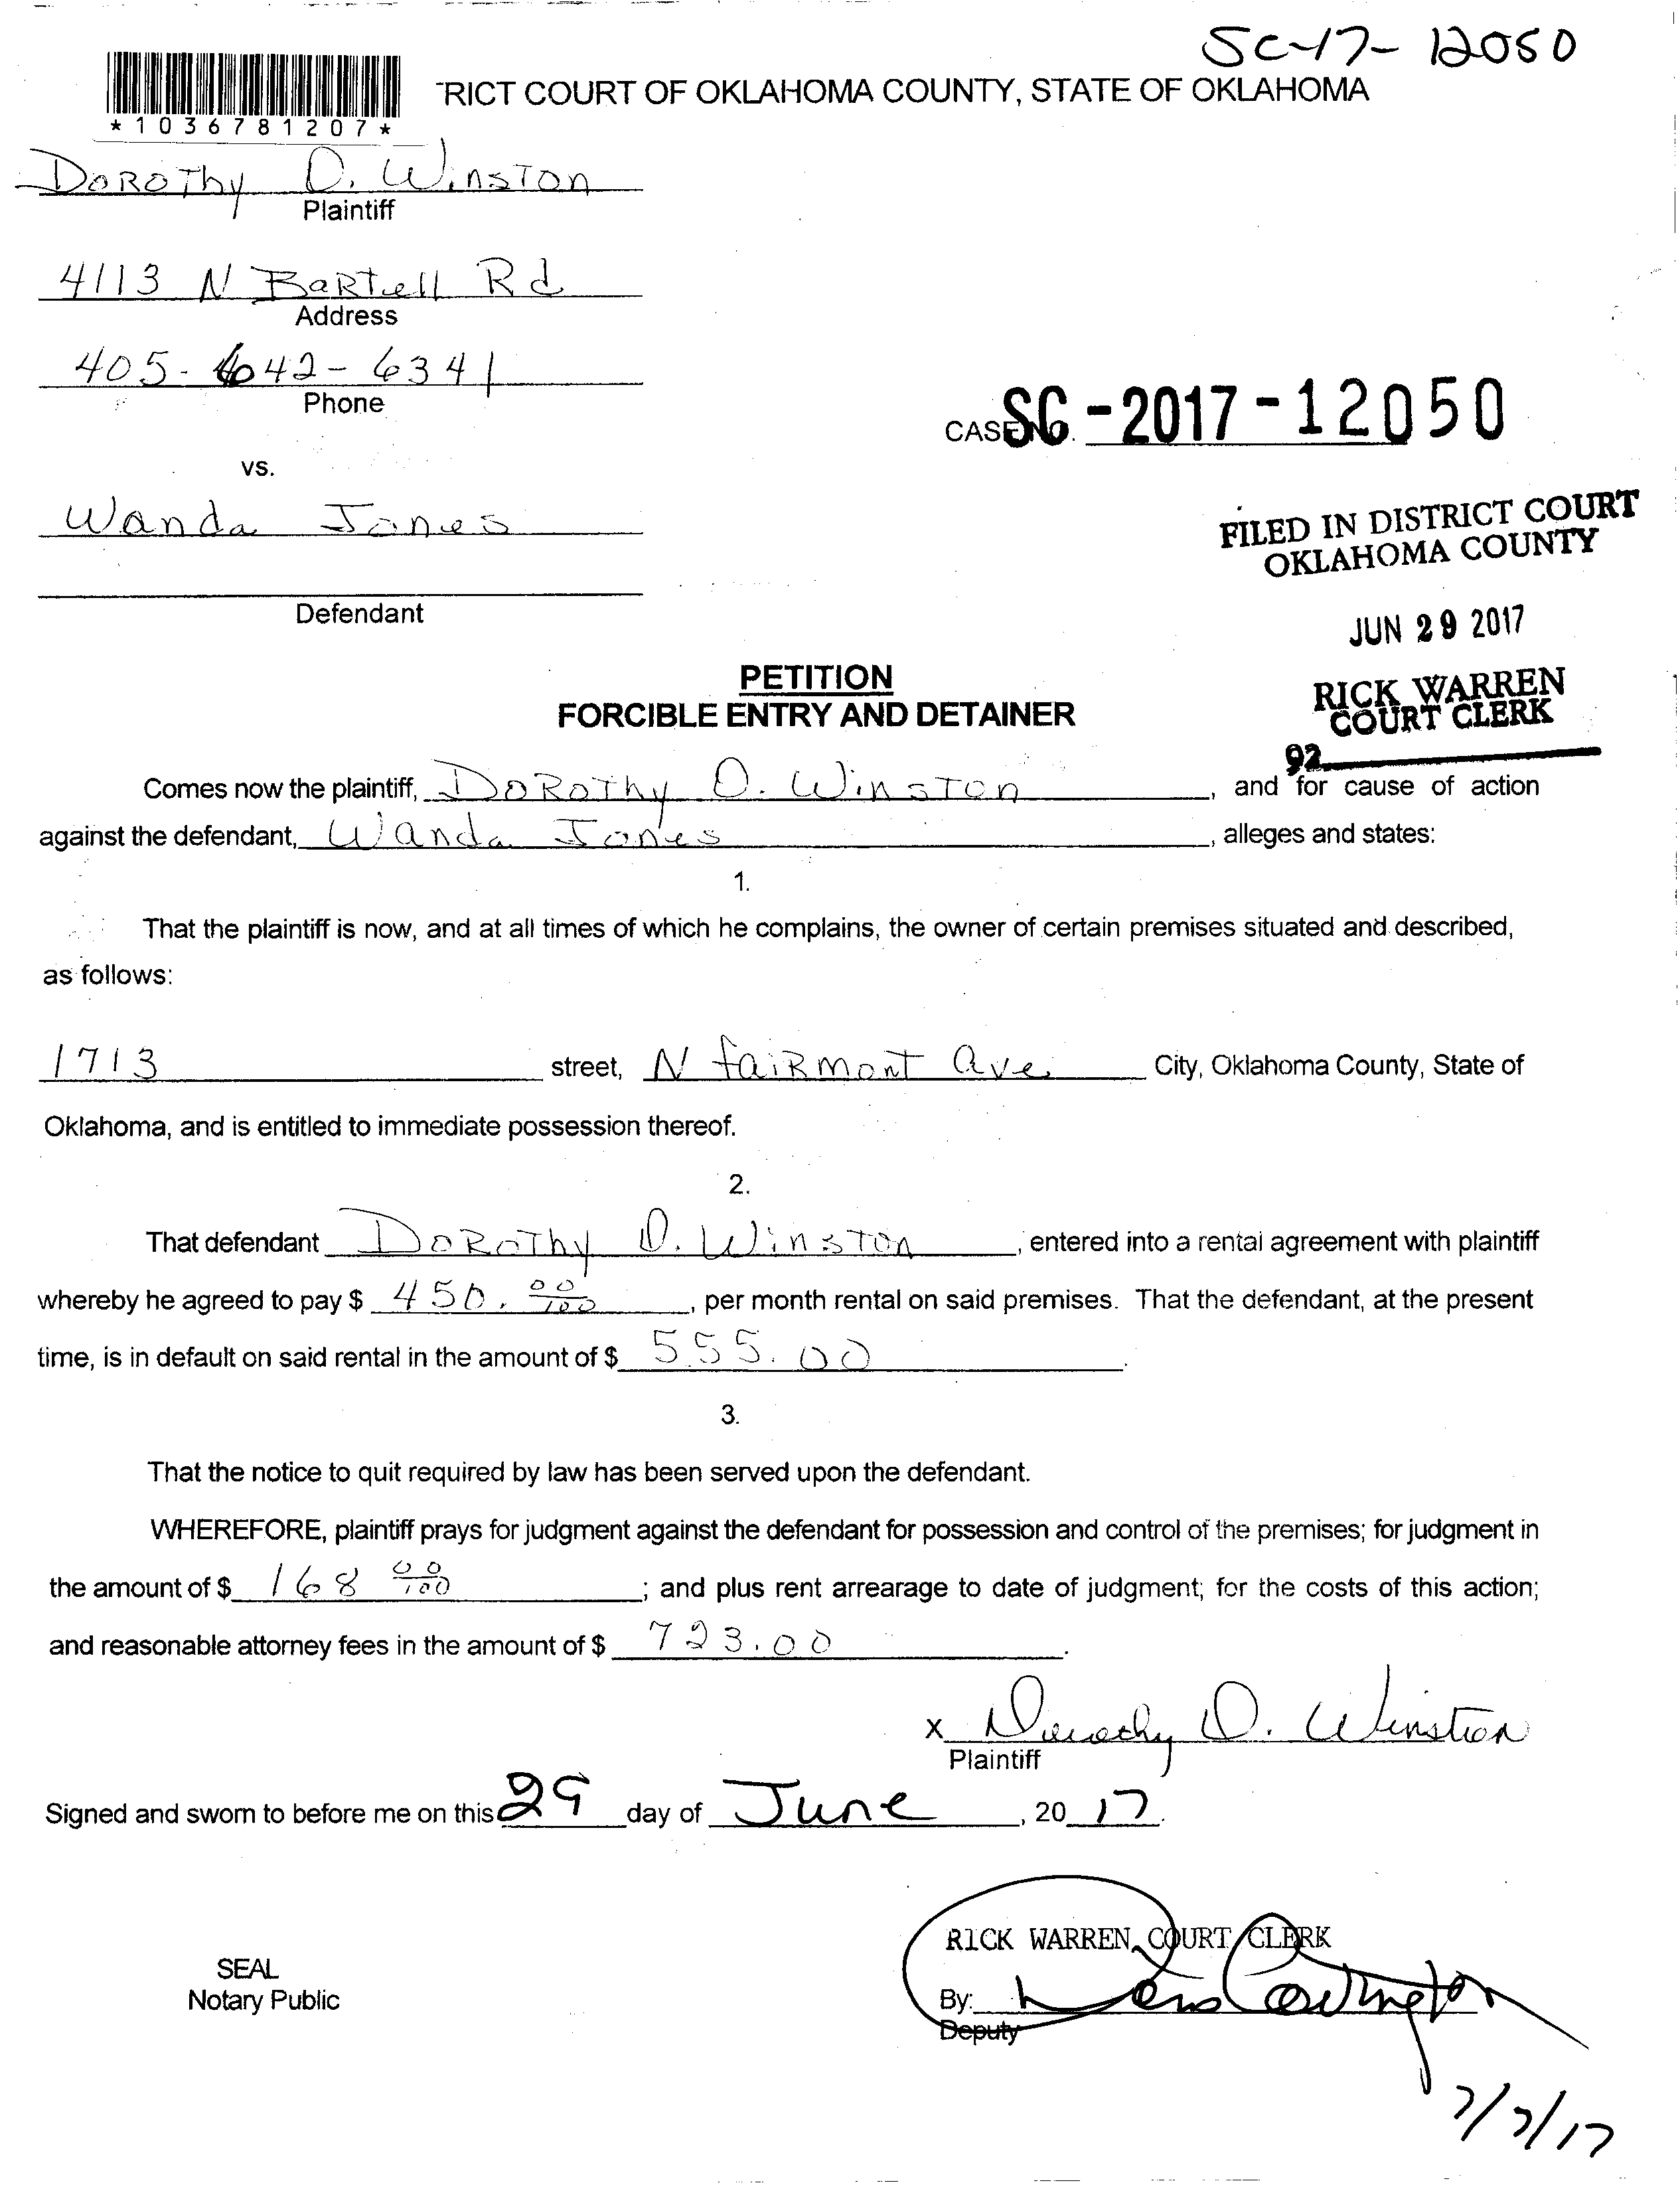 SC-17-12050
*1036781207*
RICT COURT OF OKLAHOMA COUNTY, STATE OF OKLAHOMA
Dorothy D. Winston
Plaintiff
4113 N Bartell Rd
Address
405-642-6341
Phone
CASE NO. SC-2017-12050
vs.
Wanda Jones
Defendant
FILED IN DISTRICT COURT
OKLAHOMA COUNTY
JUN 29 2017
RICK WARREN
COURT CLERK
92
PETITION
FORCIBLE ENTRY AND DETAINER
Comes now the plaintiff, Dorothy D. Winston, and for cause of action
against the defendant, Wanda Jones, alleges and states:
1.
That the plaintiff is now, and at all times of which he complains, the owner of certain premises situated and described,
as follows:
1713 street, N Fairmont Ave. City, Oklahoma County, State of
Oklahoma, and is entitled to immediate possession thereof.
2.
That defendant Dorothy D. Winston, entered into a rental agreement with plaintiff
whereby he agreed to pay $ 450. 00/100, per month rental on said premises. That the defendant, at the present
time, is in default on said rental in the amount of $ 555.00.
3.
That the notice to quit required by law has been served upon the defendant.
WHEREFORE, plaintiff prays for judgment against the defendant for possession and control of the premises; for judgment in
the amount of $ 168 00/100; and plus rent arrearage to date of judgment; for the costs of this action;
and reasonable attorney fees in the amount of $ 723.00.
x Dorothy D. Winston
Plaintiff
Signed and sworn to before me on this 29 day of June, 2017.
RICK WARREN, COURT CLERK
SEAL
Notary Public
By:
Deputy
7/7/17